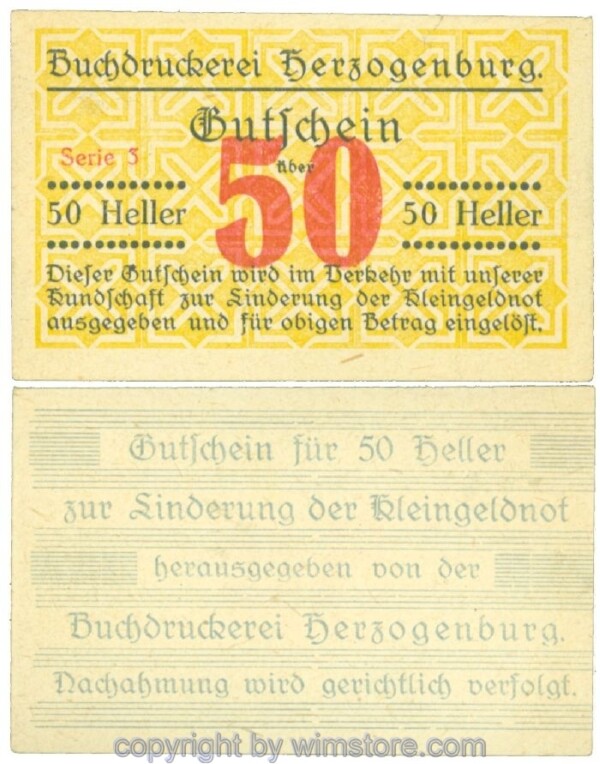 Buchdruckerei Herzogenburg.
Gutschein
Serie 3
über
50
50 Heller
50 Heller
Dieser Gutschein wird im Verkehr mit unserer
Kundschaft zur Linderung der Kleingeldnot
ausgegeben und für obigen Betrag eingelöst.
Gutschein für 50 Heller
zur Linderung der Kleingeldnot
herausgegeben von der
Buchdruckerei Herzogenburg.
Nachahmung wird gerichtlich verfolgt.
copyright by wimstore.com